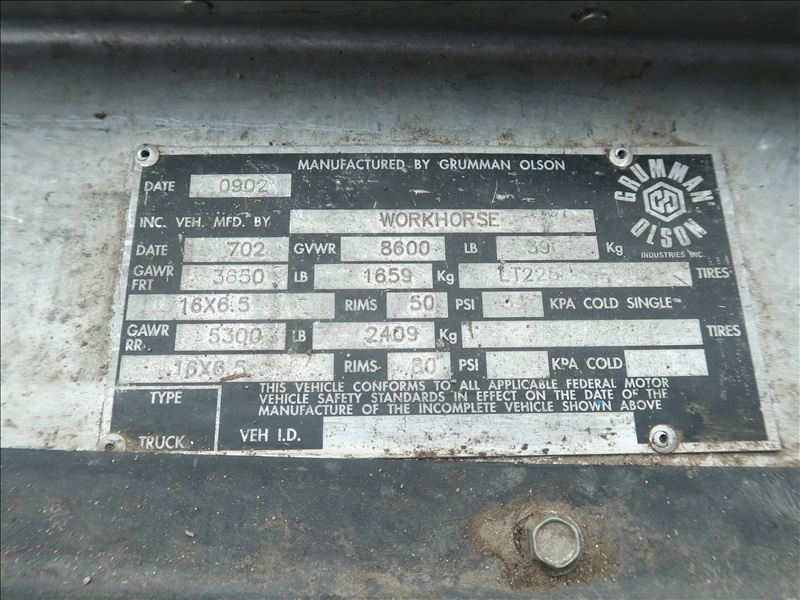 MANUFACTURED BY GRUMMAN OLSON
DATE 0902
GRUMMAN OLSON
INDUSTRIES INC.
INC. VEH. MFD. BY WORKHORSE
DATE 702 GVWR 8600 LB Kg
GAWR FRT 3650 LB 1659 Kg TIRES
16X6.5 RIMS 50 PSI KPA COLD SINGLE
GAWR RR 5300 LB 2409 Kg TIRES
16X6.5 RIMS 80 PSI KPA COLD
THIS VEHICLE CONFORMS TO ALL APPLICABLE FEDERAL MOTOR
VEHICLE SAFETY STANDARDS IN EFFECT ON THE DATE OF THE
MANUFACTURE OF THE INCOMPLETE VEHICLE SHOWN ABOVE
TYPE
TRUCK
VEH I.D.